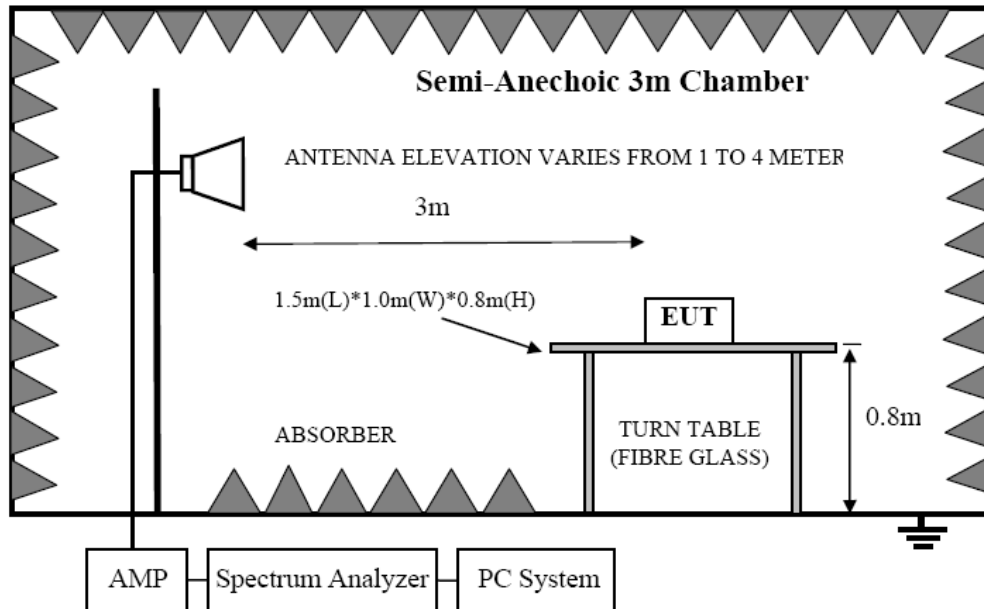 Semi-Anechoic 3m Chamber
ANTENNA ELEVATION VARIES FROM 1 TO 4 METER
3m
1.5m(L)*1.0m(W)*0.8m(H)
EUT
0.8m
ABSORBER
TURN TABLE
(FIBRE GLASS)
AMP
Spectrum Analyzer
PC System